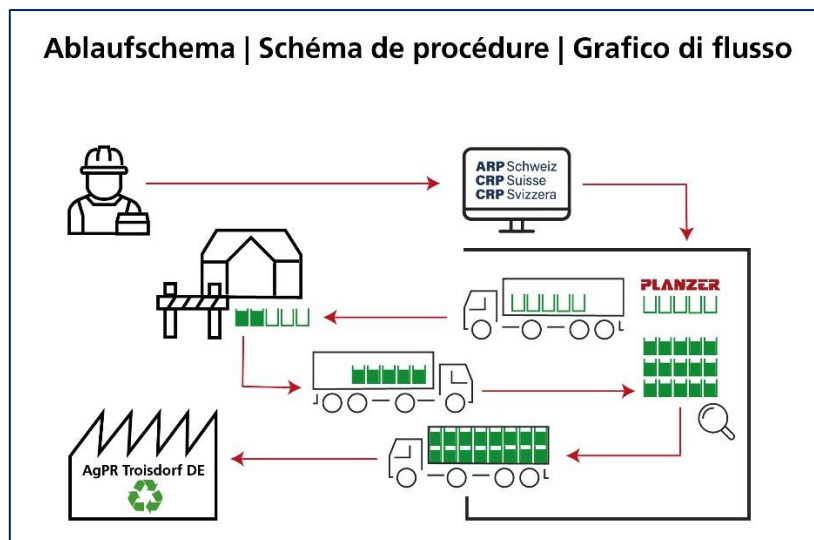 Ablaufschema | Schéma de procédure | Grafico di flusso
ARP Schweiz
CRP Suisse
CRP Svizzera
PLANZER
AgPR Troisdorf DE